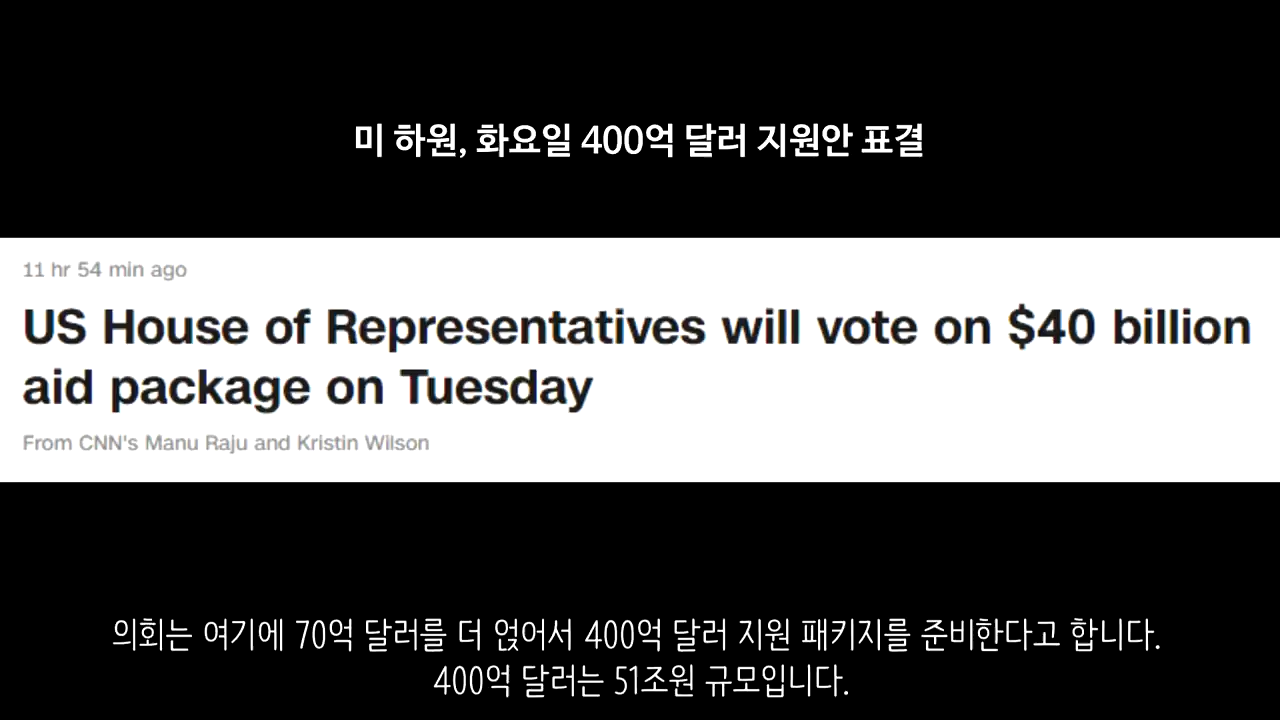 미 하원, 화요일 400억 달러 지원안 표결
11 hr 54 min ago
US House of Representatives will vote on $40 billion
aid package on Tuesday
From CNN's Manu Raju and Kristin Wilson
의회는 여기에 70억 달러를 더 얹어서 400억 달러 지원 패키지를 준비한다고 합니다.
400억 달러는 51조원 규모입니다.